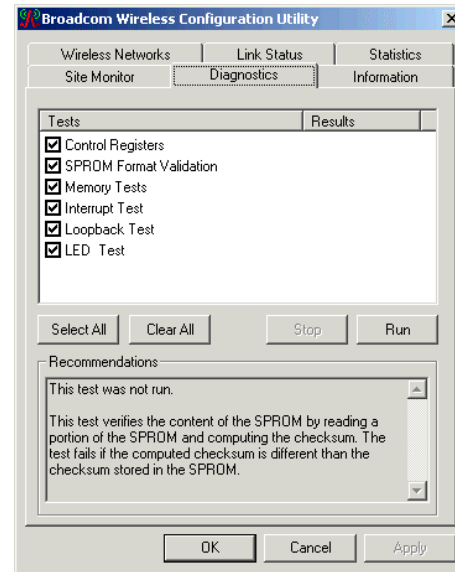 Broadcom Wireless Configuration Utility
Wireless Networks Link Status Statistics
Site Monitor Diagnostics Information
Tests Results
Control Registers
SPROM Format Validation
Memory Tests
Interrupt Test
Loopback Test
LED Test
Select All Clear All Stop Run
Recommendations
This test was not run.
This test verifies the content of the SPROM by reading a
portion of the SPROM and computing the checksum. The
test fails if the computed checksum is different than the
checksum stored in the SPROM.
OK Cancel Apply